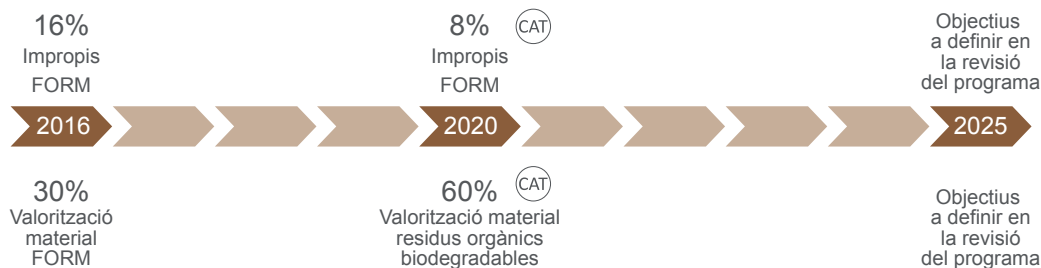 16%
Impropis
FORM
8%
CAT
Impropis
FORM
Objectius
a definir en
la revisió
del programa
2016
2020
2025
30%
Valorització
material
FORM
60%
CAT
Valorització material
residus orgànics
biodegradables
Objectius
a definir en
la revisió
del programa